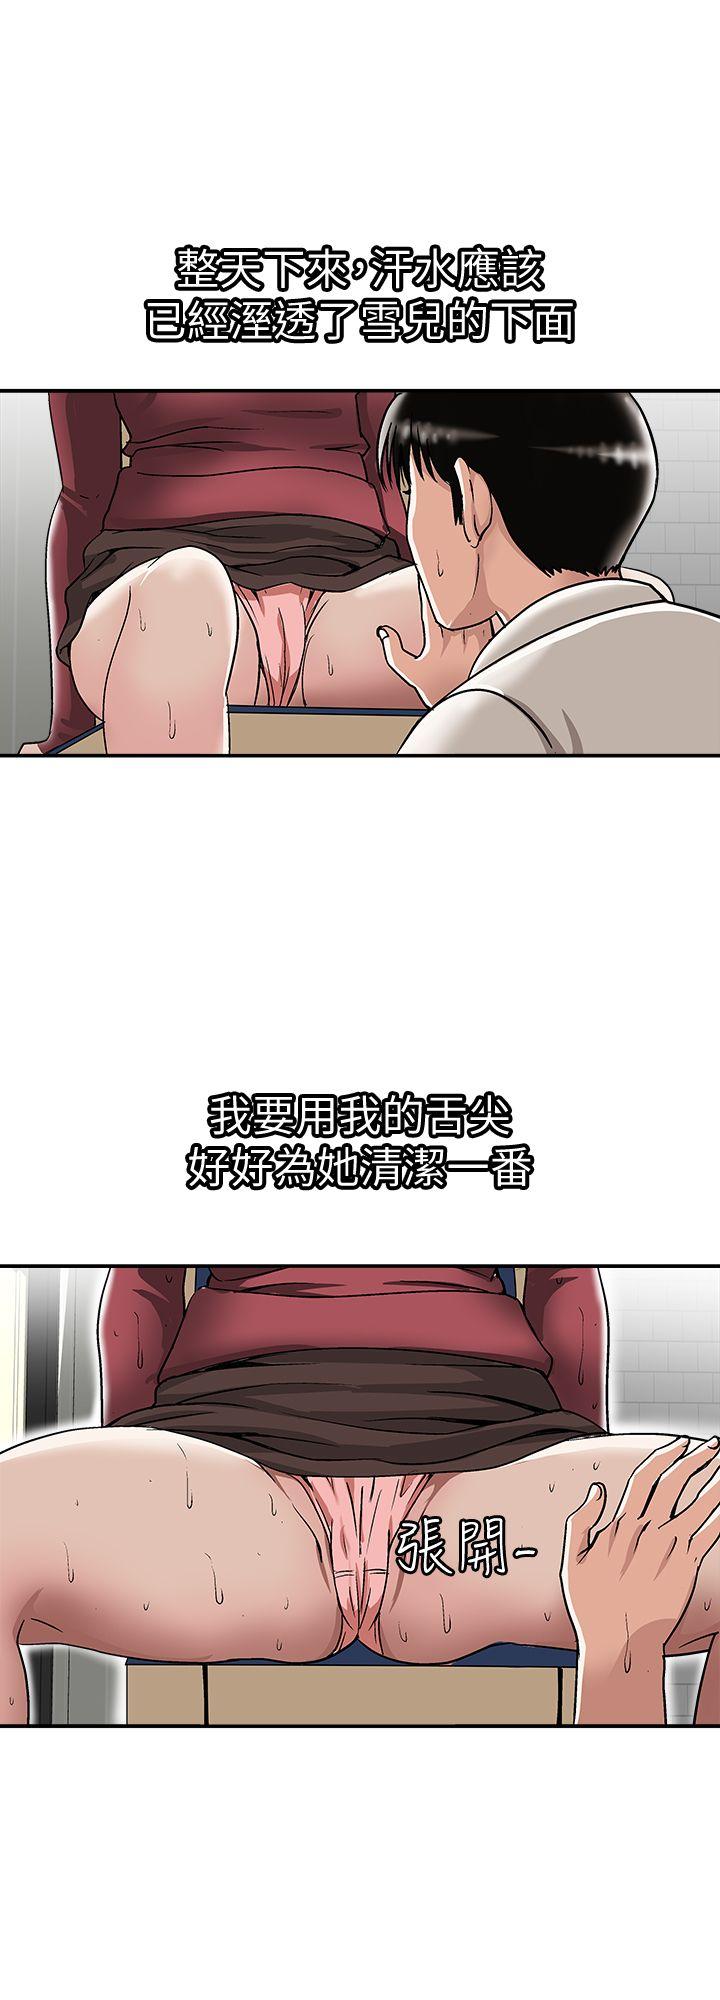 整天下來，汗水應該
已經溼透了雪兒的下面
我要用我的舌尖
好好為她清潔一番
張開-